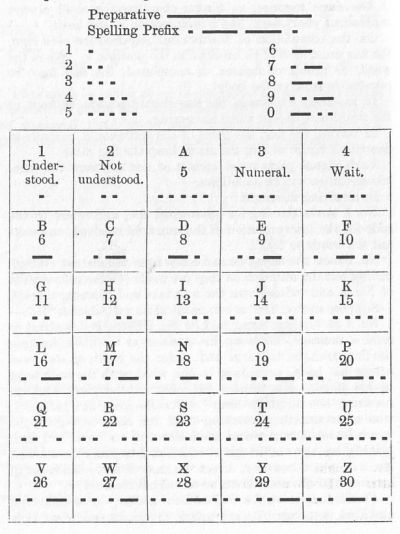 Preparative
Spelling Prefix
1 6
2 7
3 8
4 9
5 0
1 2 A 3 4
Under- Not 5 Numeral. Wait.
stood. understood.
B C D E F
6 7 8 9 10
G H I J K
11 12 13 14 15
L M N O P
16 17 18 19 20
Q R S T U
21 22 23 24 25
V W X Y Z
26 27 28 29 30